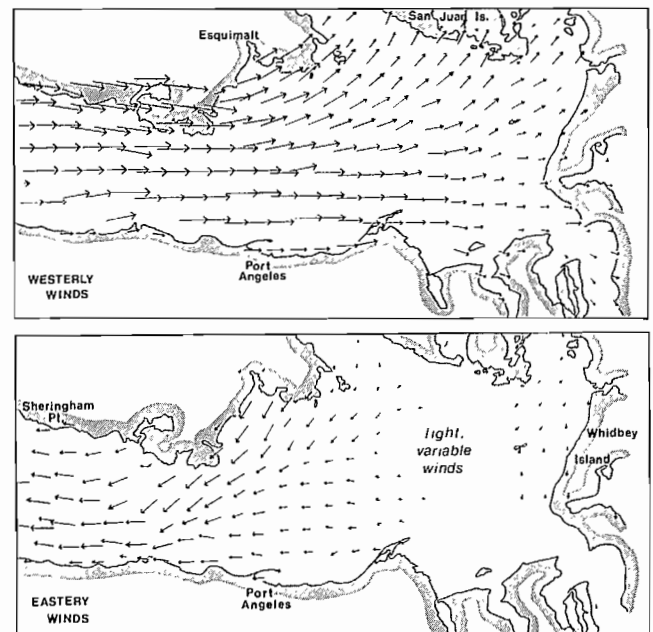 San Juan Is.
Esquimalt
Port
Angeles
WESTERLY
WINDS
Sheringham
Pt.
light,
variable
winds
Whidbey
Island
Port
Angeles
EASTERY
WINDS